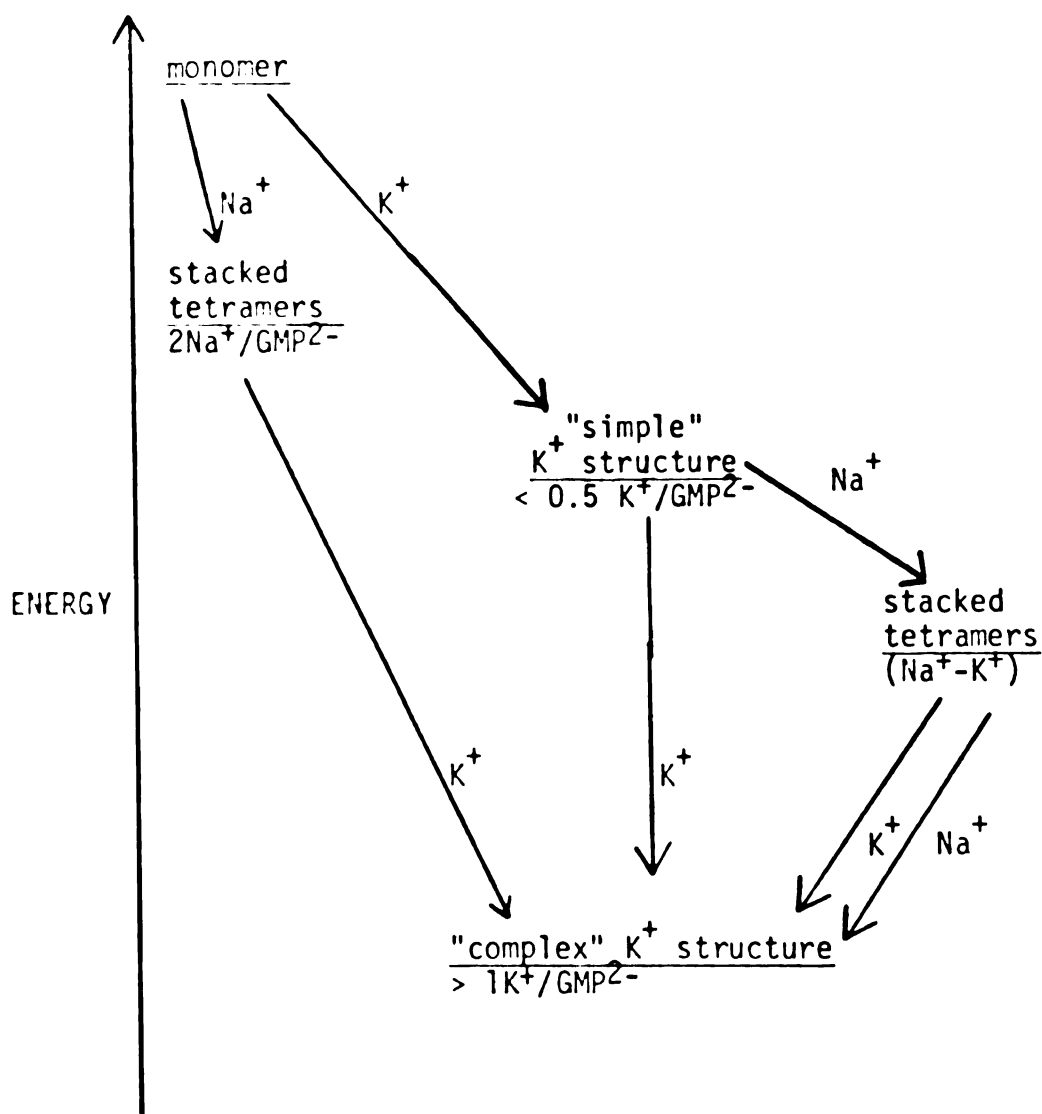 monomer
Na⁺
K⁺
stacked
tetramers
2Na⁺/GMP²⁻
"simple"
K⁺ structure
< 0.5 K⁺/GMP²⁻
Na⁺
ENERGY
stacked
tetramers
(Na⁺-K⁺)
K⁺
K⁺
K⁺
Na⁺
"complex" K⁺ structure
> 1K⁺/GMP²⁻